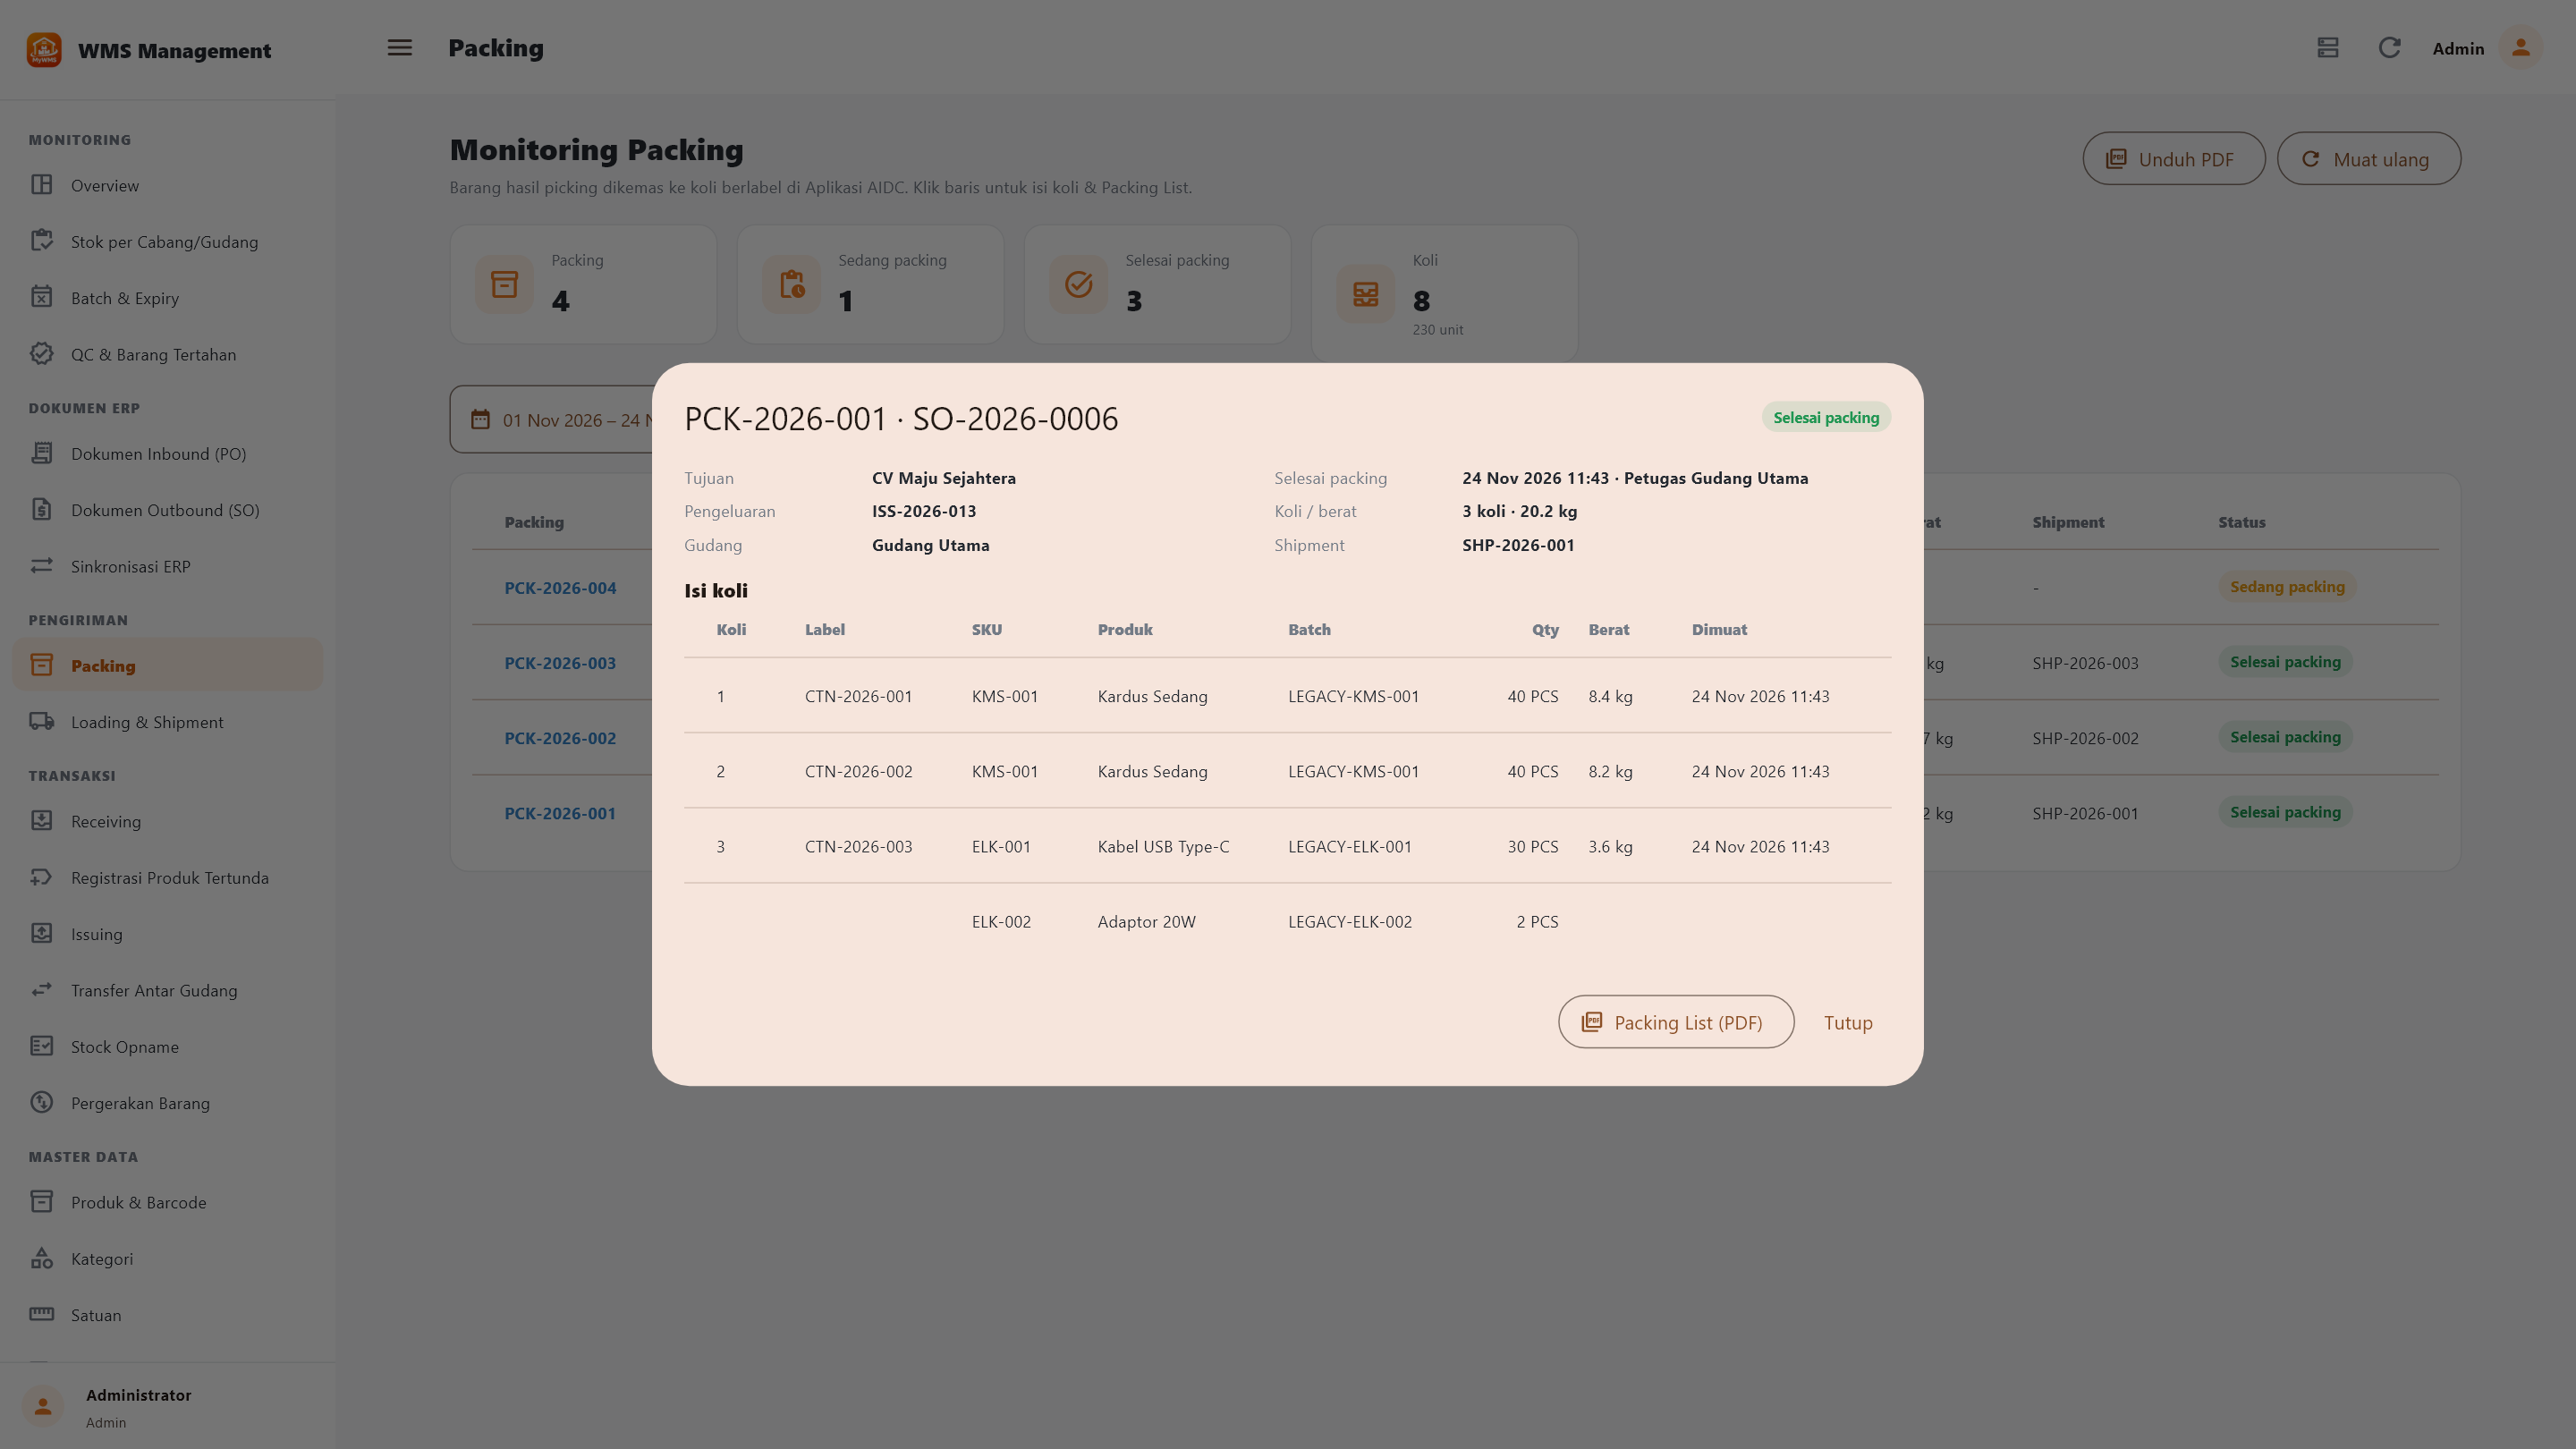 WMS Management
Packing
Admin
MONITORING
Overview
Stok per Cabang/Gudang
Batch & Expiry
QC & Barang Tertahan
DOKUMEN ERP
Dokumen Inbound (PO)
Dokumen Outbound (SO)
Sinkronisasi ERP
PENGIRIMAN
Packing
Loading & Shipment
TRANSAKSI
Receiving
Registrasi Produk Tertunda
Issuing
Transfer Antar Gudang
Stock Opname
Pergerakan Barang
MASTER DATA
Produk & Barcode
Kategori
Satuan
Administrator
Admin
Monitoring Packing
Barang hasil picking dikemas ke koli berlabel di Aplikasi AIDC. Klik baris untuk isi koli & Packing List.
Unduh PDF
Muat ulang
Packing
4
Sedang packing
1
Selesai packing
3
Koli
8
230 unit
01 Nov 2026 – 24 N
Packing
Shipment Status
PCK-2026-004
- Sedang packing
PCK-2026-003
kg SHP-2026-003 Selesai packing
PCK-2026-002
7 kg SHP-2026-002 Selesai packing
PCK-2026-001
2 kg SHP-2026-001 Selesai packing
PCK-2026-001 · SO-2026-0006
Selesai packing
Tujuan CV Maju Sejahtera Selesai packing 24 Nov 2026 11:43 · Petugas Gudang Utama
Pengeluaran ISS-2026-013 Koli / berat 3 koli · 20.2 kg
Gudang Gudang Utama Shipment SHP-2026-001
Isi koli
Koli Label SKU Produk Batch Qty Berat Dimuat
1 CTN-2026-001 KMS-001 Kardus Sedang LEGACY-KMS-001 40 PCS 8.4 kg 24 Nov 2026 11:43
2 CTN-2026-002 KMS-001 Kardus Sedang LEGACY-KMS-001 40 PCS 8.2 kg 24 Nov 2026 11:43
3 CTN-2026-003 ELK-001 Kabel USB Type-C LEGACY-ELK-001 30 PCS 3.6 kg 24 Nov 2026 11:43
ELK-002 Adaptor 20W LEGACY-ELK-002 2 PCS
Packing List (PDF)
Tutup